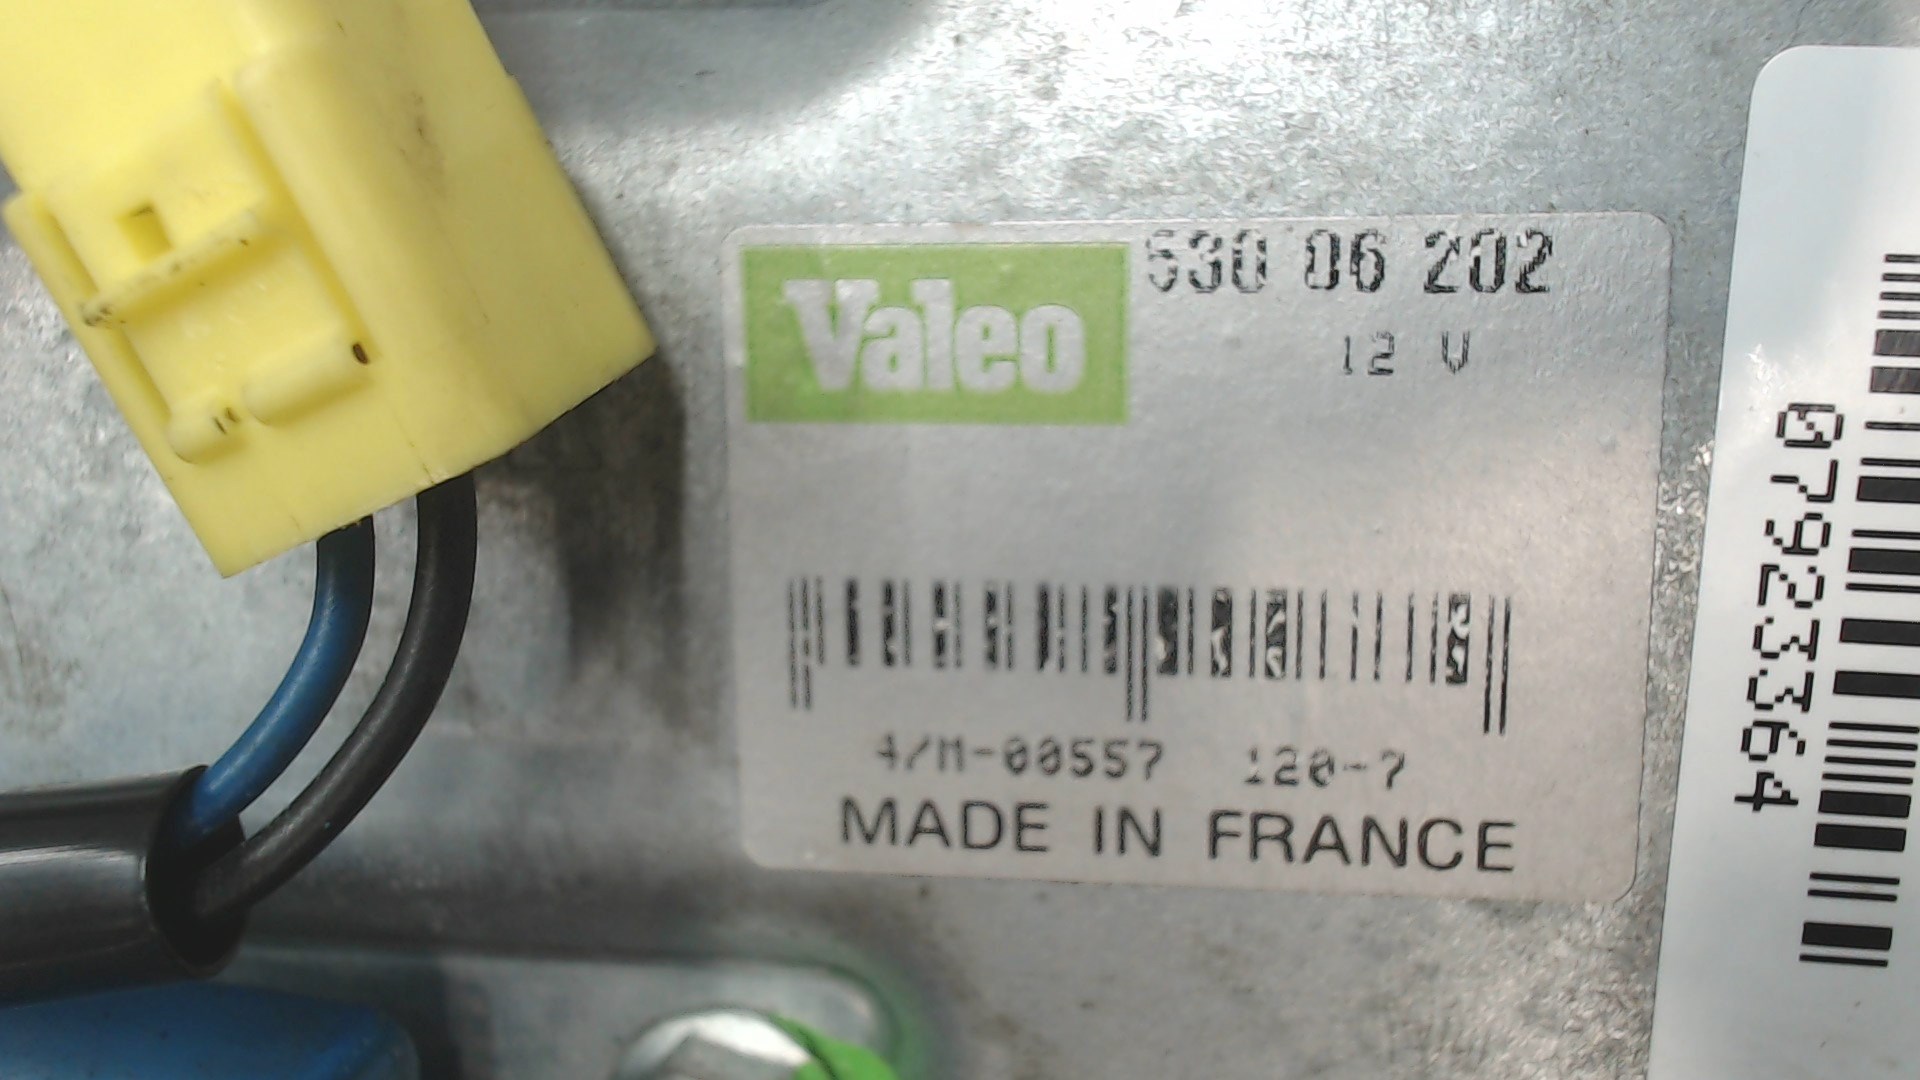 Valeo
530 06 202
12 V
4/M-00557 120-7
MADE IN FRANCE
07923364